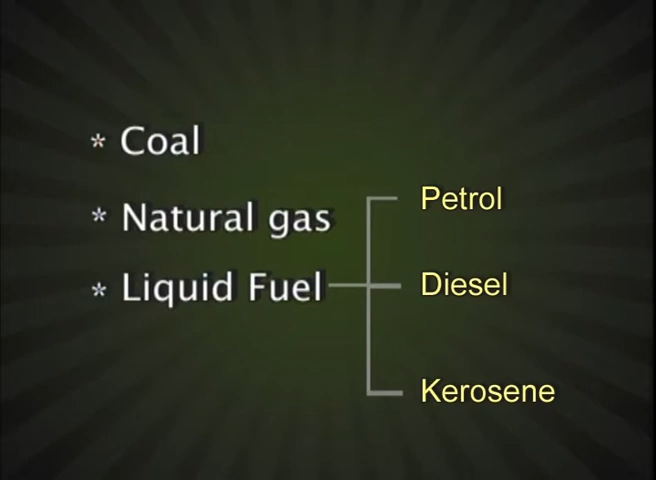 * Coal
* Natural gas
* Liquid Fuel
Petrol
Diesel
Kerosene